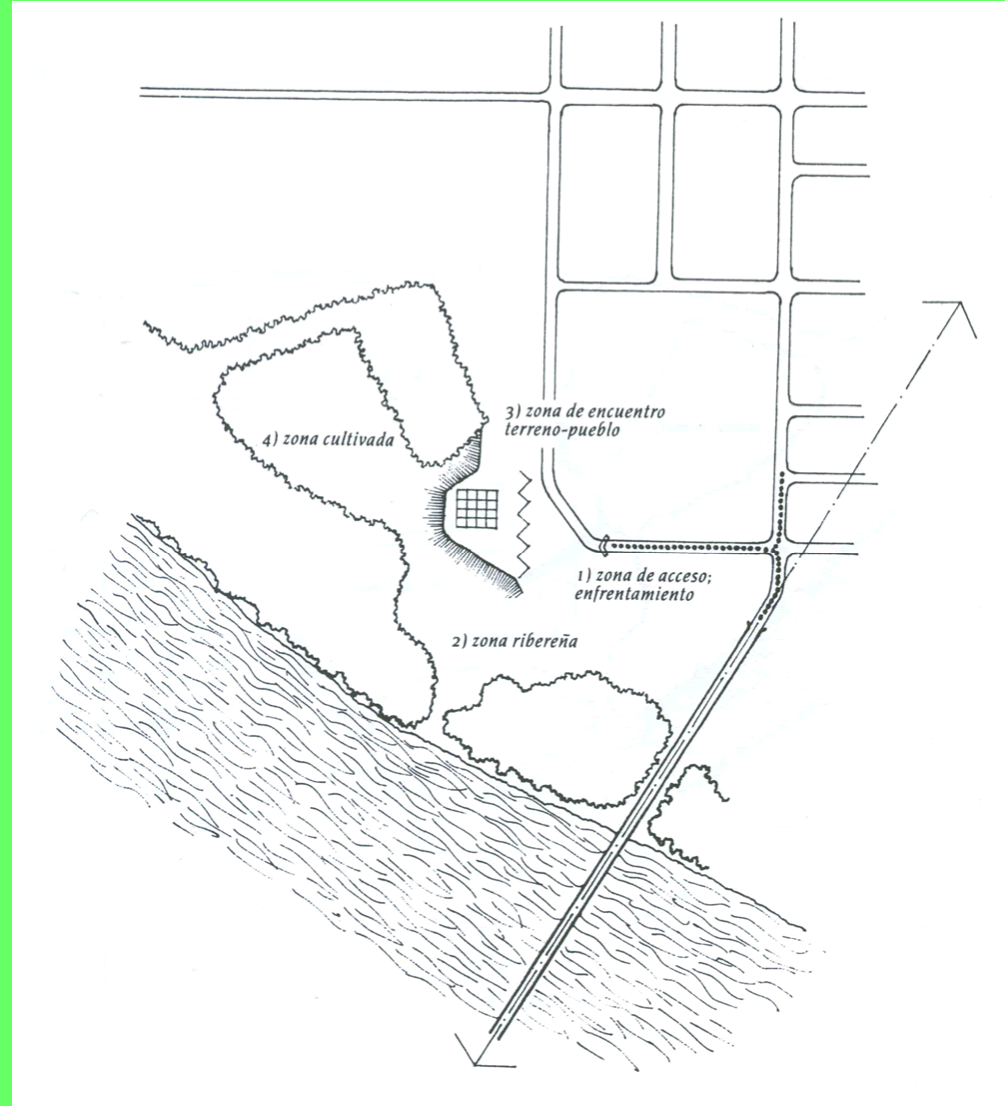 3) zona de encuentro
terreno-pueblo
4) zona cultivada
1) zona de acceso;
enfrentamiento
2) zona ribereña